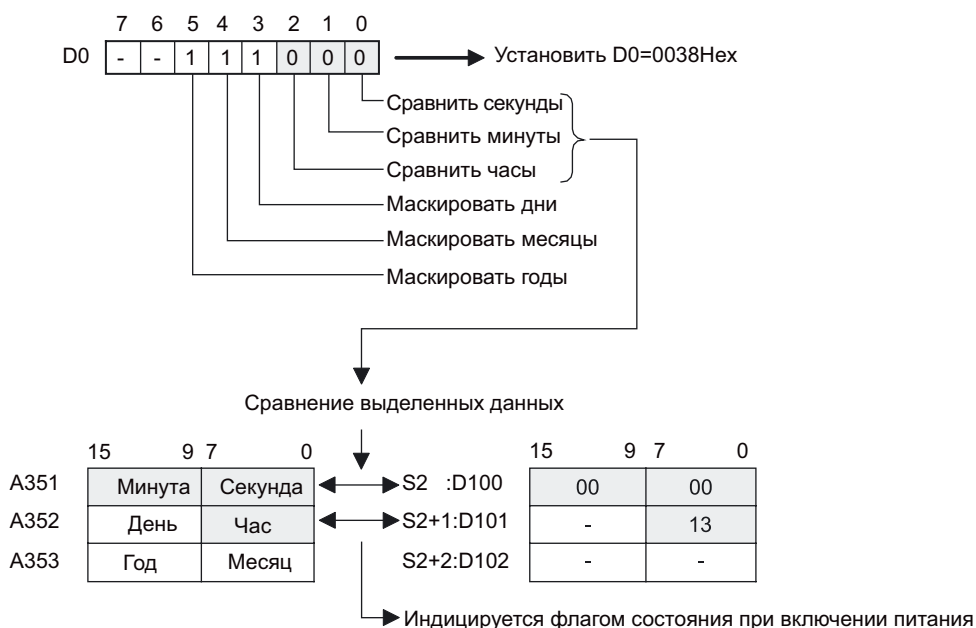 7 6 5 4 3 2 1 0
D0 - - 1 1 1 0 0 0 Установить D0=0038Hex
Сравнить секунды
Сравнить минуты
Сравнить часы
Маскировать дни
Маскировать месяцы
Маскировать годы
Сравнение выделенных данных
15 9 7 0 15 9 7 0
A351 Минута Секунда S2 :D100 00 00
A352 День Час S2+1:D101 - 13
A353 Год Месяц S2+2:D102 - -
Индицируется флагом состояния при включении питания